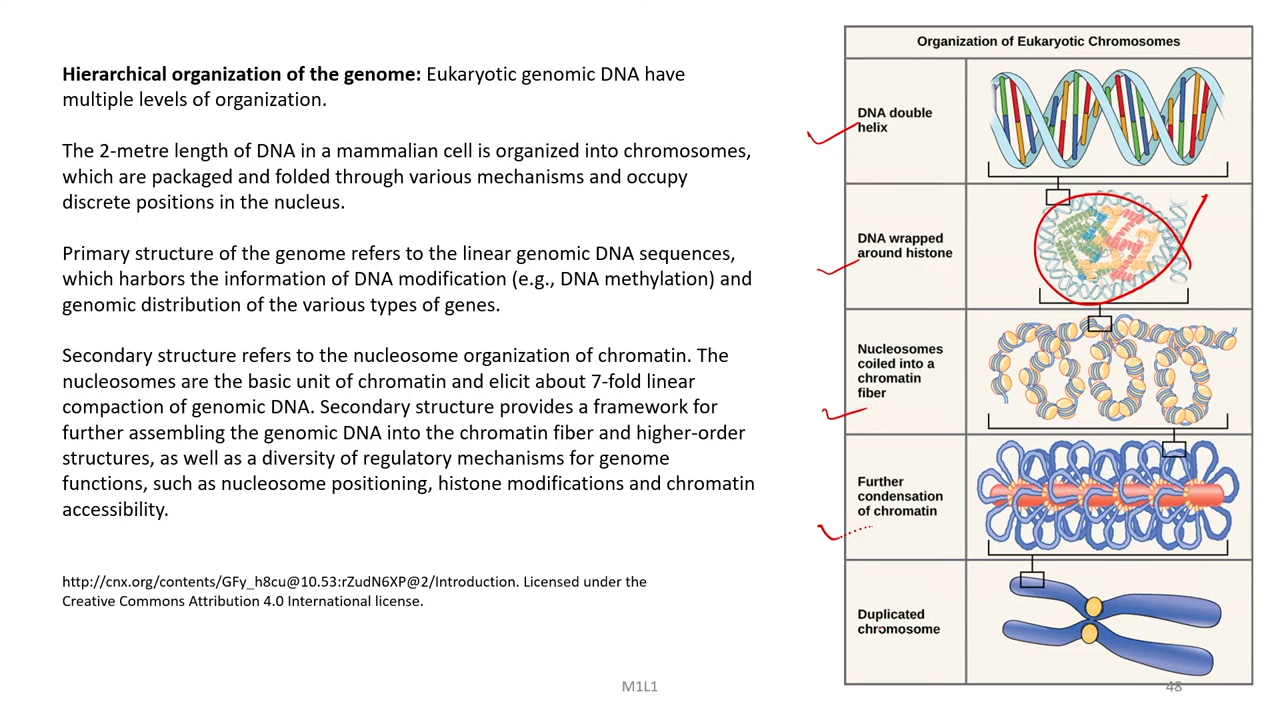 Hierarchical organization of the genome: Eukaryotic genomic DNA have
multiple levels of organization.
The 2-metre length of DNA in a mammalian cell is organized into chromosomes,
which are packaged and folded through various mechanisms and occupy
discrete positions in the nucleus.
Primary structure of the genome refers to the linear genomic DNA sequences,
which harbors the information of DNA modification (e.g., DNA methylation) and
genomic distribution of the various types of genes.
Secondary structure refers to the nucleosome organization of chromatin. The
nucleosomes are the basic unit of chromatin and elicit about 7-fold linear
compaction of genomic DNA. Secondary structure provides a framework for
further assembling the genomic DNA into the chromatin fiber and higher-order
structures, as well as a diversity of regulatory mechanisms for genome
functions, such as nucleosome positioning, histone modifications and chromatin
accessibility.
http://cnx.org/contents/GFy_h8cu@10.53:rZudN6XP@2/Introduction. Licensed under the
Creative Commons Attribution 4.0 International license.
Organization of Eukaryotic Chromosomes
DNA double
helix
DNA wrapped
around histone
Nucleosomes
coiled into a
chromatin
fiber
Further
condensation
of chromatin
Duplicated
chromosome
M1L1
48